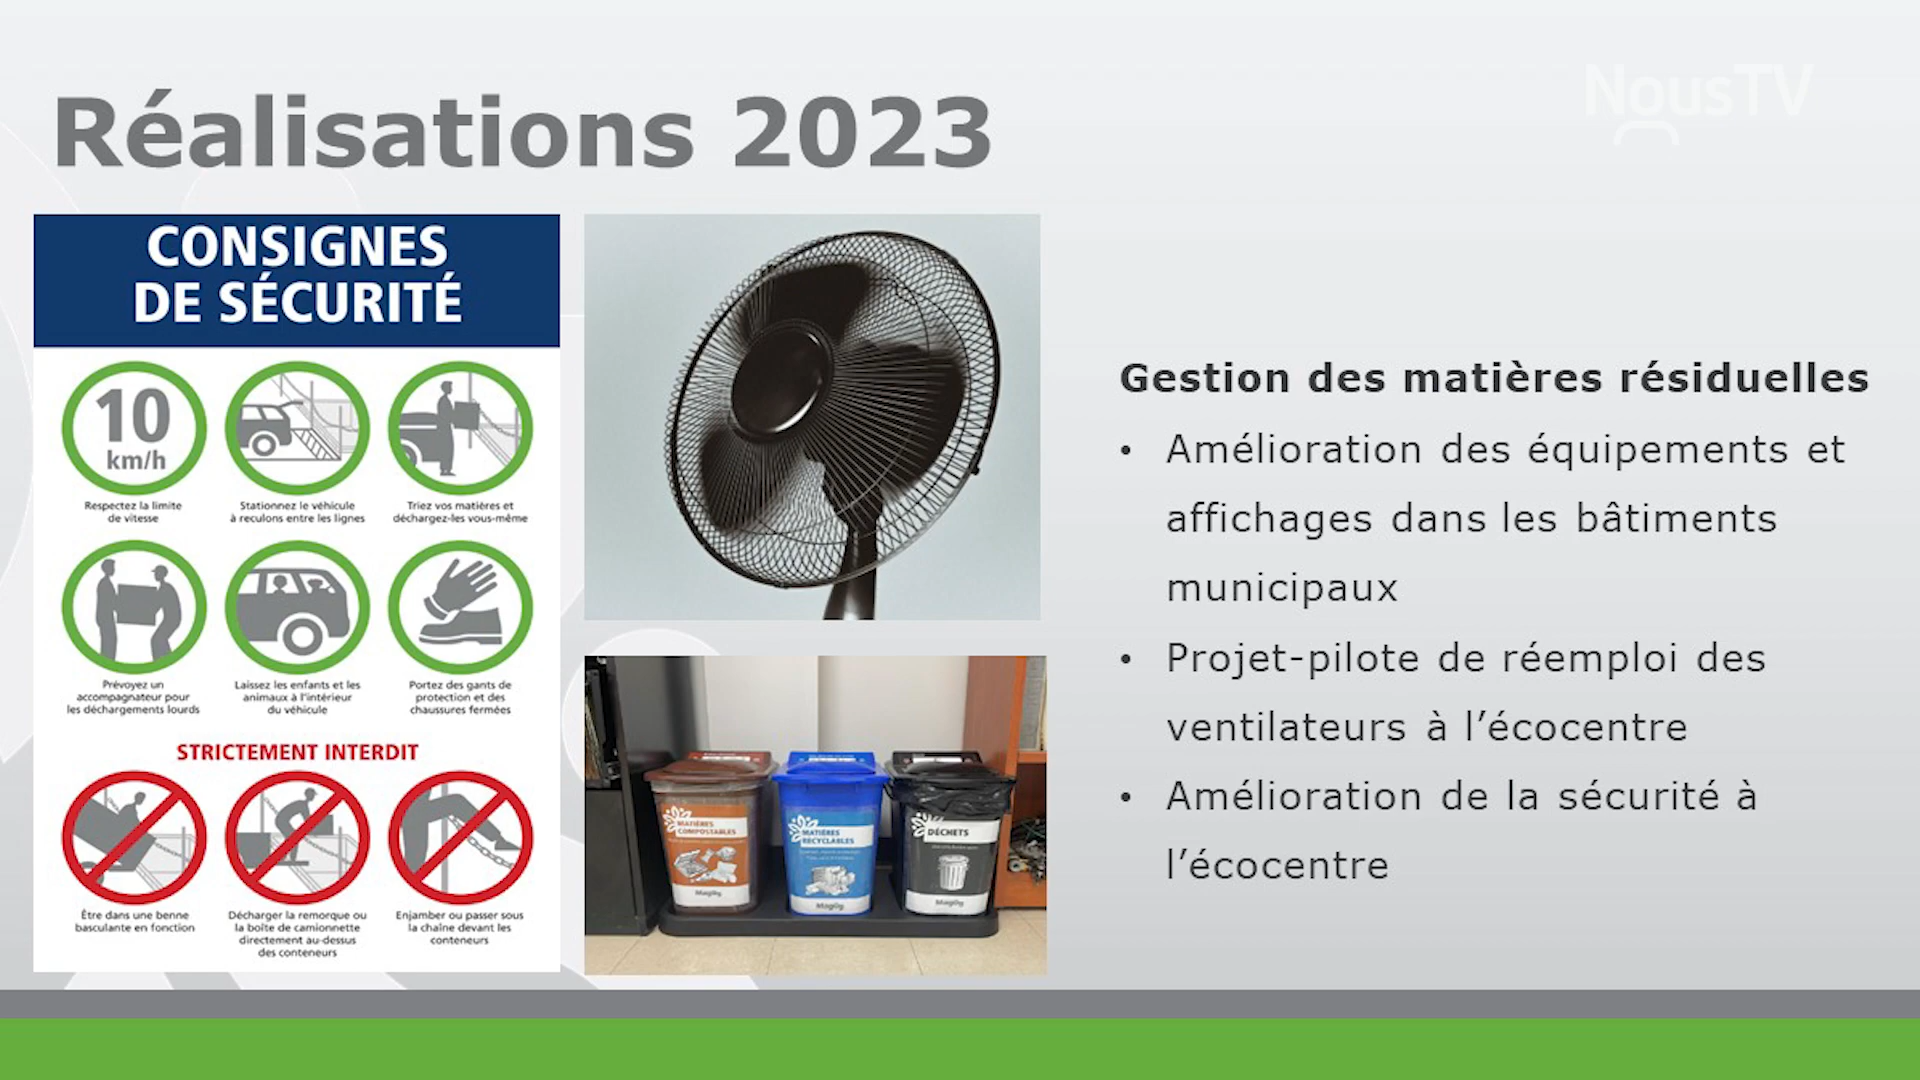 NousTV
Réalisations 2023
CONSIGNES
DE SÉCURITÉ
10
km/h
Respectez la limite
de vitesse
Stationnez le véhicule
à reculons entre les lignes
Triez vos matières et
déchargez-les vous-même
Prévoyez un
accompagnateur pour
les déchargements lourds
Laissez les enfants et les
animaux à l'intérieur
du véhicule
Portez des gants de
protection et des
chaussures fermées
STRICTEMENT INTERDIT
Être dans une benne
basculante en fonction
Décharger la remorque ou
la boîte de camionnette
directement au-dessus
des conteneurs
Enjamber ou passer sous
la chaîne devant les
conteneurs
MATIÈRES
COMPOSTABLES
Magog
MATIÈRES
RECYCLABLES
Magog
DÉCHETS
Magog
Gestion des matières résiduelles
• Amélioration des équipements et
affichages dans les bâtiments
municipaux
• Projet-pilote de réemploi des
ventilateurs à l’écocentre
• Amélioration de la sécurité à
l’écocentre